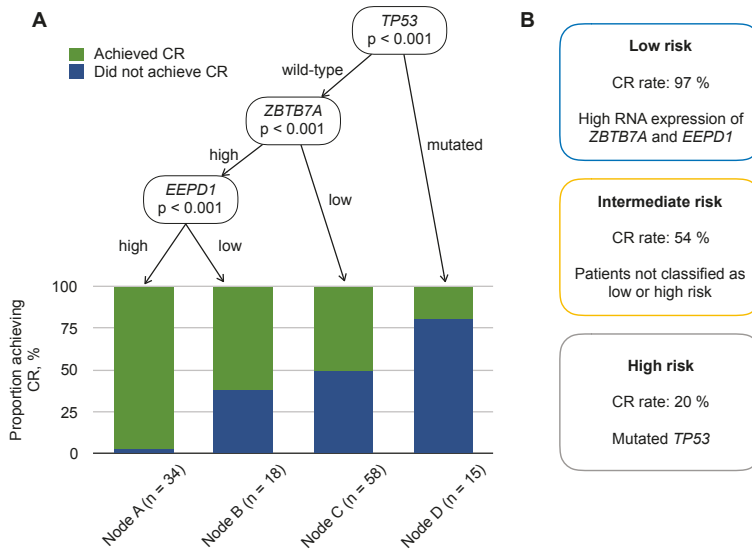 A
Achieved CR
Did not achieve CR
TP53
p < 0.001
wild-type
mutated
ZBTB7A
p < 0.001
high
low
EEPD1
p < 0.001
high
low
Proportion achieving
CR, %
100
75
50
25
0
Node A (n = 34)
Node B (n = 18)
Node C (n = 58)
Node D (n = 15)
B
Low risk
CR rate: 97 %
High RNA expression of
ZBTB7A and EEPD1
Intermediate risk
CR rate: 54 %
Patients not classified as
low or high risk
High risk
CR rate: 20 %
Mutated TP53